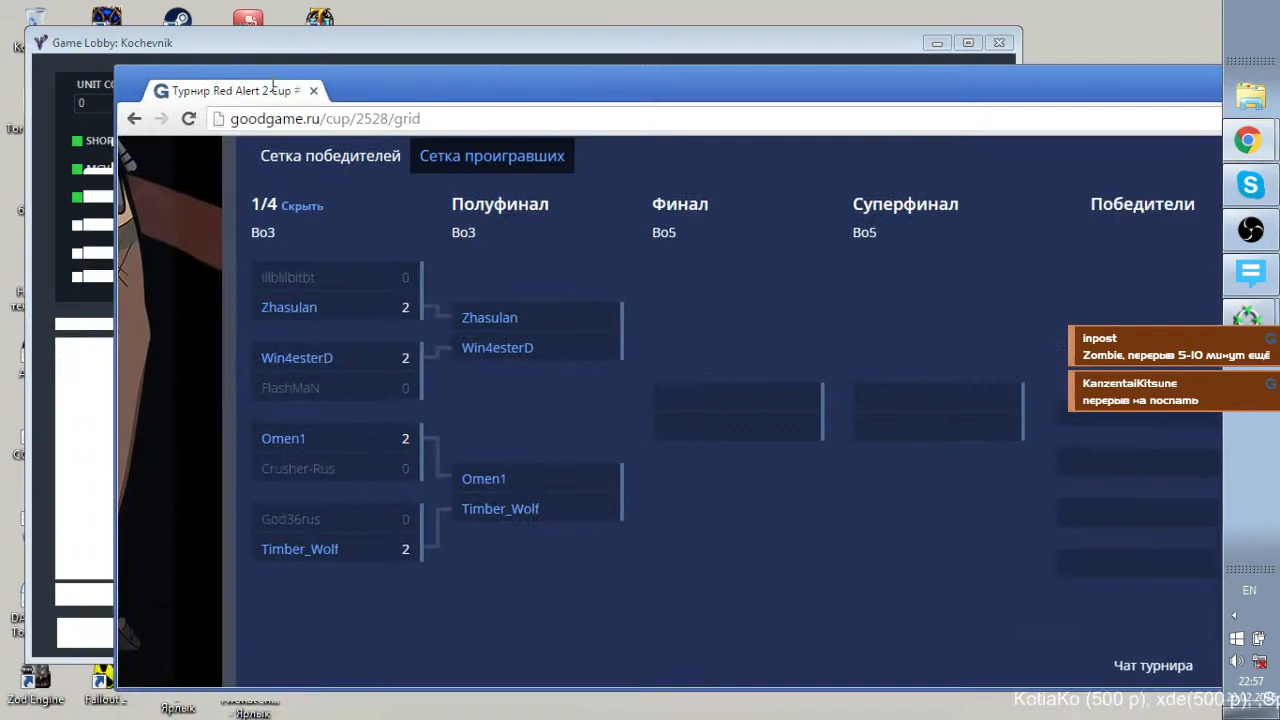 Game Lobby: Kochevnik
UNIT CO
0
SHOR
Турнир Red Alert 2 Cup #
goodgame.ru/cup/2528/grid
Сетка победителей Сетка проигравших
1/4 Скрыть Полуфинал Финал Суперфинал Победители
Bo3 Bo3 Bo5 Bo5
0
Zhasulan 2
Zhasulan
Win4esterD
Win4esterD 2
FlashMaN 0
Omen1 2
Crusher-Rus 0
Omen1
Timber_Wolf
God36rus 0
Timber_Wolf 2
inpost
Zombie, перерыв 5-10 минут ещё
KanzentaiKitsune
перерыв на поспать
Чат турнира
EN
22:57
KotiaKo (500 p), xde(500 p),
Zod Engine
Fallout 2
Ярлык
- Ярлык